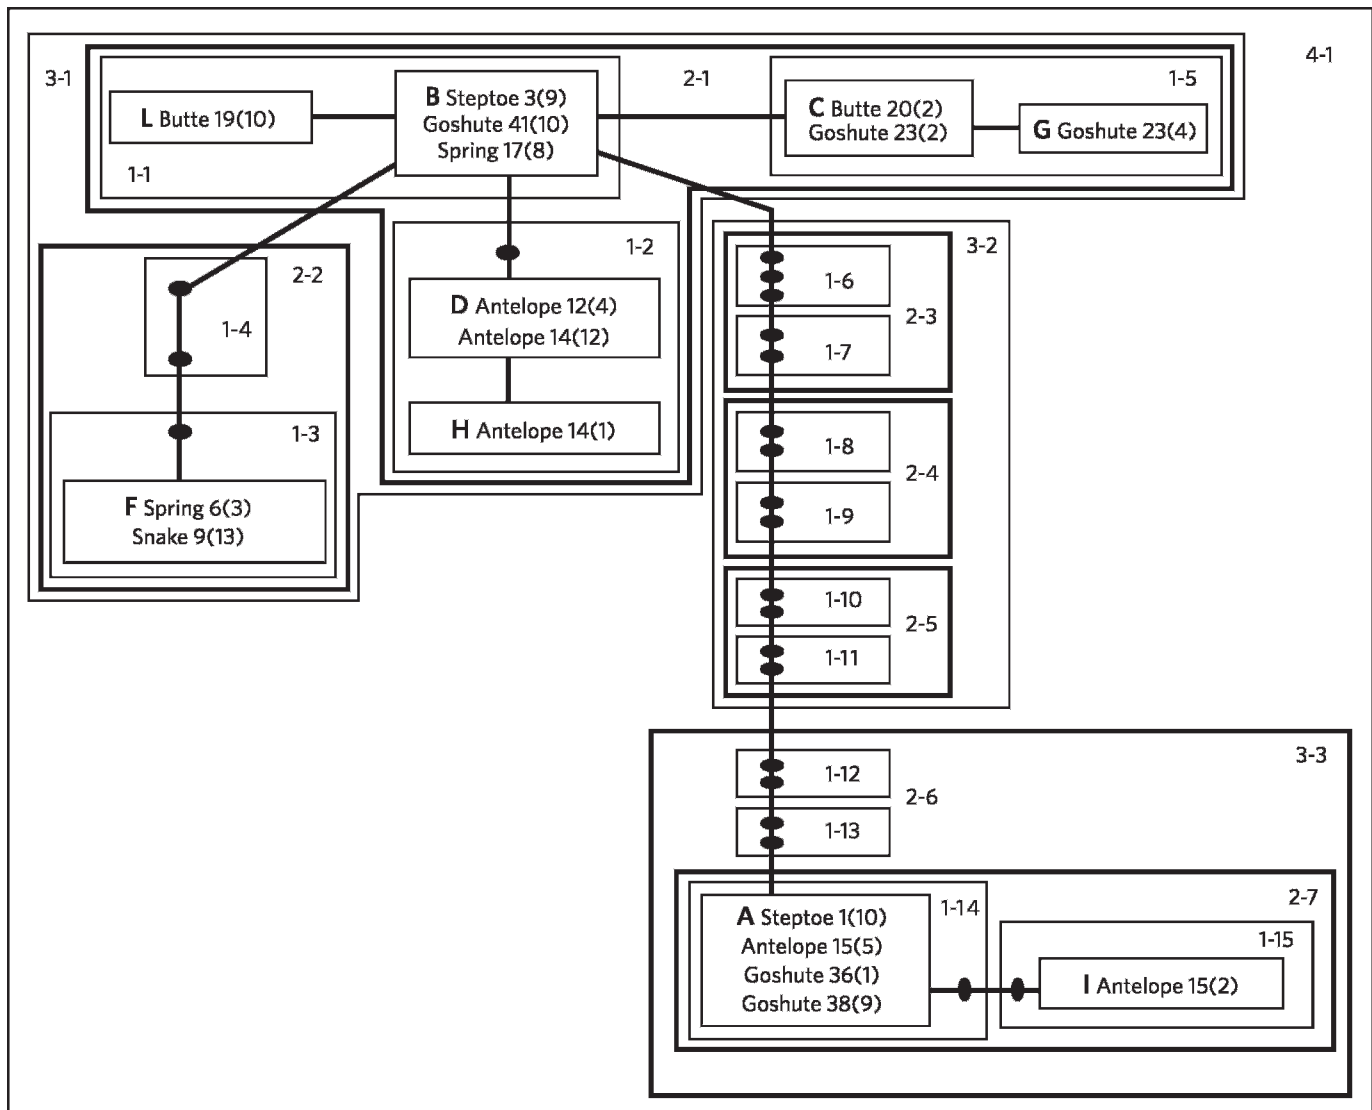 4-1
3-1
2-1
1-5
L Butte 19(10)
B Steptoe 3(9)
Goshute 41(10)
Spring 17(8)
C Butte 20(2)
Goshute 23(2)
G Goshute 23(4)
1-1
1-2
2-2
1-4
D Antelope 12(4)
Antelope 14(12)
H Antelope 14(1)
1-3
F Spring 6(3)
Snake 9(13)
3-2
1-6
2-3
1-7
1-8
2-4
1-9
1-10
2-5
1-11
3-3
1-12
2-6
1-13
2-7
1-14
A Steptoe 1(10)
Antelope 15(5)
Goshute 36(1)
Goshute 38(9)
1-15
I Antelope 15(2)